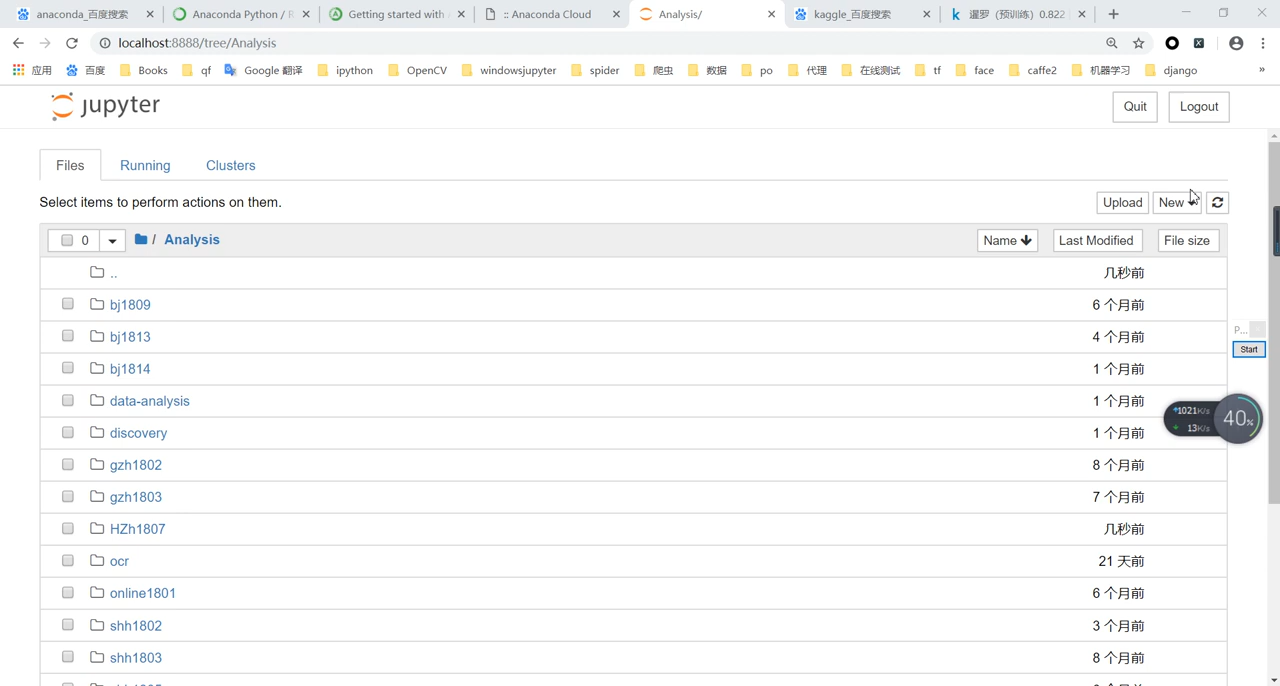 anaconda_百度搜索
Anaconda Python / R
Getting started with
:: Anaconda Cloud
Analysis/
kaggle_百度搜索
暹罗（预训练）0.822
localhost:8888/tree/Analysis
应用 百度 Books qf Google 翻译 ipython OpenCV windowsjupyter spider 爬虫 数据 po 代理 在线测试 tf face caffe2 机器学习 django »
jupyter
Quit
Logout
Files Running Clusters
Select items to perform actions on them.
Upload New
0 / Analysis Name Last Modified File size
.. 几秒前
bj1809 6 个月前
bj1813 4 个月前
P...
Start
bj1814 1 个月前
data-analysis 1 个月前
1021K/s
13K/s
40%
discovery 1 个月前
gzh1802 8 个月前
gzh1803 7 个月前
HZh1807 几秒前
ocr 21 天前
online1801 6 个月前
shh1802 3 个月前
shh1803 8 个月前